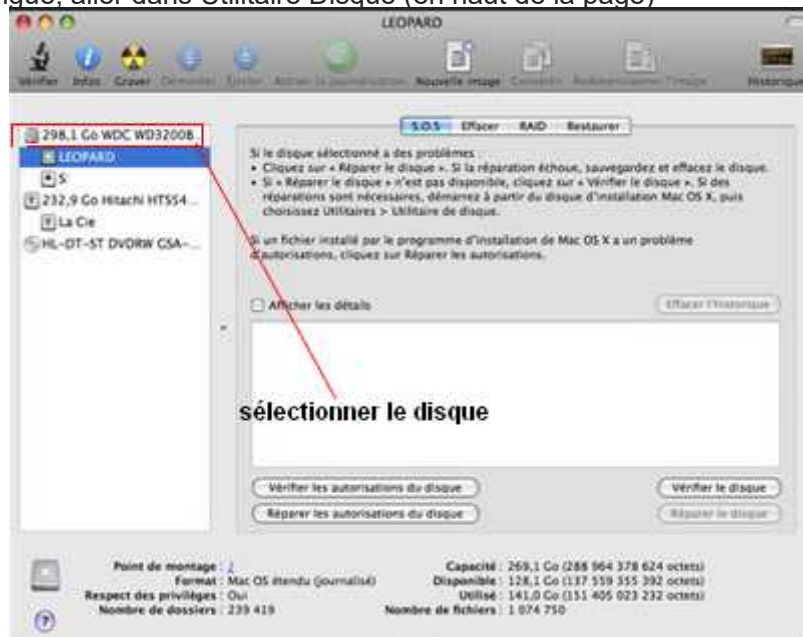 ique, aller dans Utilitaire Disque (en haut de la page)
LEOPARD
Vérifier Infos Graver Démonter Ejecter Activer la journalisation Nouvelle image Convertir Redimensionner l'image Historique
298,1 Go WDC WD3200B...
LEOPARD
S
232,9 Go Hitachi HTS54...
La Cie
HL-DT-ST DVDRW GSA-...
S.O.S Effacer RAID Restaurer
Si le disque sélectionné a des problèmes :
• Cliquez sur « Réparer le disque ». Si la réparation échoue, sauvegardez et effacez le disque.
• Si « Réparer le disque » n'est pas disponible, cliquez sur « Vérifier le disque ». Si des
réparations sont nécessaires, démarrez à partir du disque d'installation Mac OS X, puis
choisissez Utilitaires > Utilitaire de disque.
Si un fichier installé par le programme d'installation de Mac OS X a un problème
d'autorisations, cliquez sur Réparer les autorisations.
Afficher les détails
Effacer l'historique
sélectionner le disque
Vérifier les autorisations du disque
Vérifier le disque
Réparer les autorisations du disque
Réparer le disque
Point de montage : /
Format : Mac OS étendu (journalisé)
Respect des privilèges : Oui
Nombre de dossiers : 239 419
Capacité : 269,1 Go (288 964 378 624 octets)
Disponible : 128,1 Go (137 559 355 392 octets)
Utilisé : 141,0 Go (151 405 023 232 octets)
Nombre de fichiers : 1 074 750